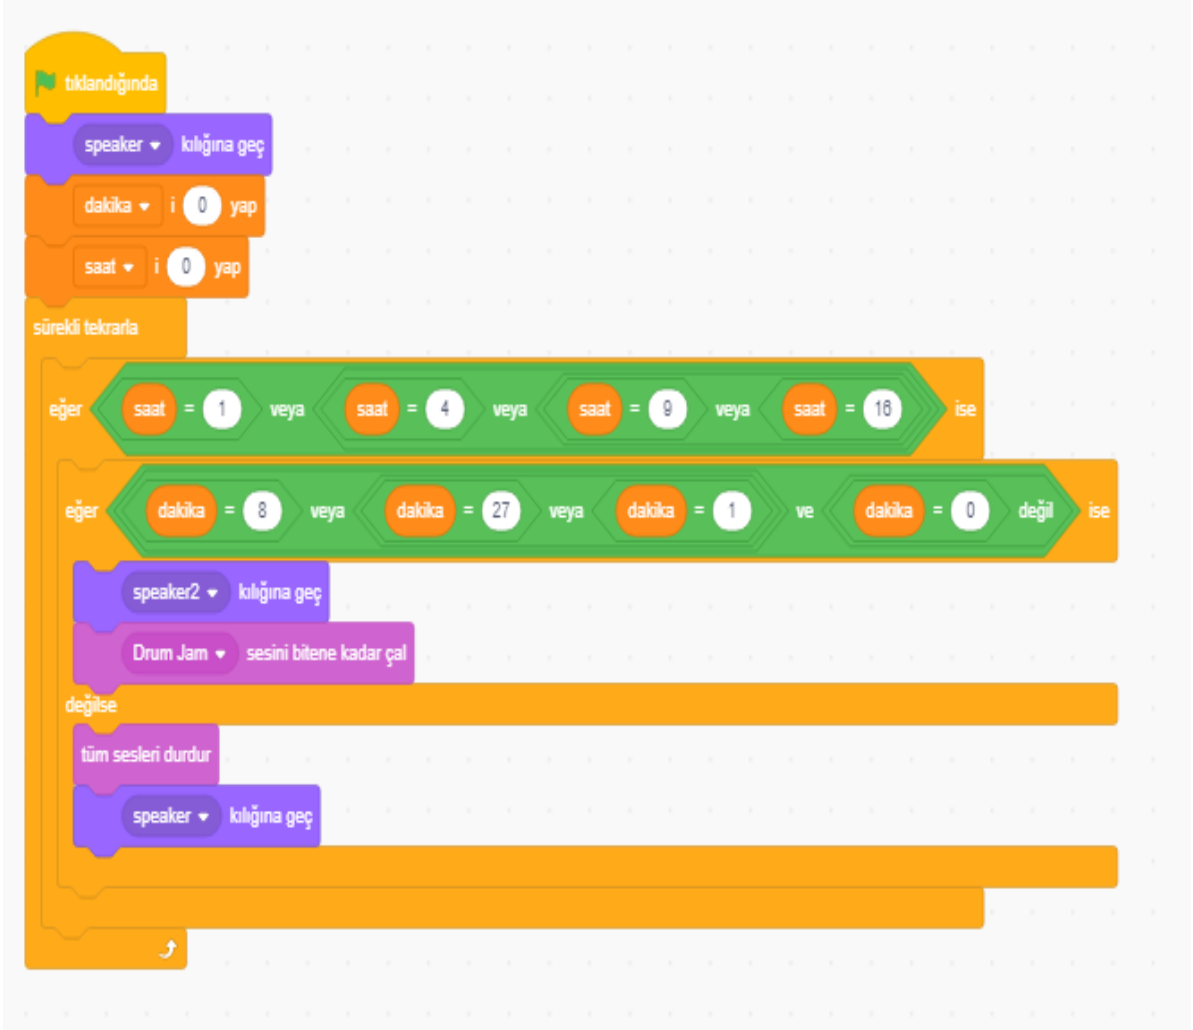 tıklandığında
speaker kılığına geç
dakika i 0 yap
saat i 0 yap
sürekli tekrarla
eğer saat = 1 veya saat = 4 veya saat = 9 veya saat = 16 ise
eğer dakika = 8 veya dakika = 27 veya dakika = 1 ve dakika = 0 değil ise
speaker2 kılığına geç
Drum Jam sesini bitene kadar çal
değilse
tüm sesleri durdur
speaker kılığına geç